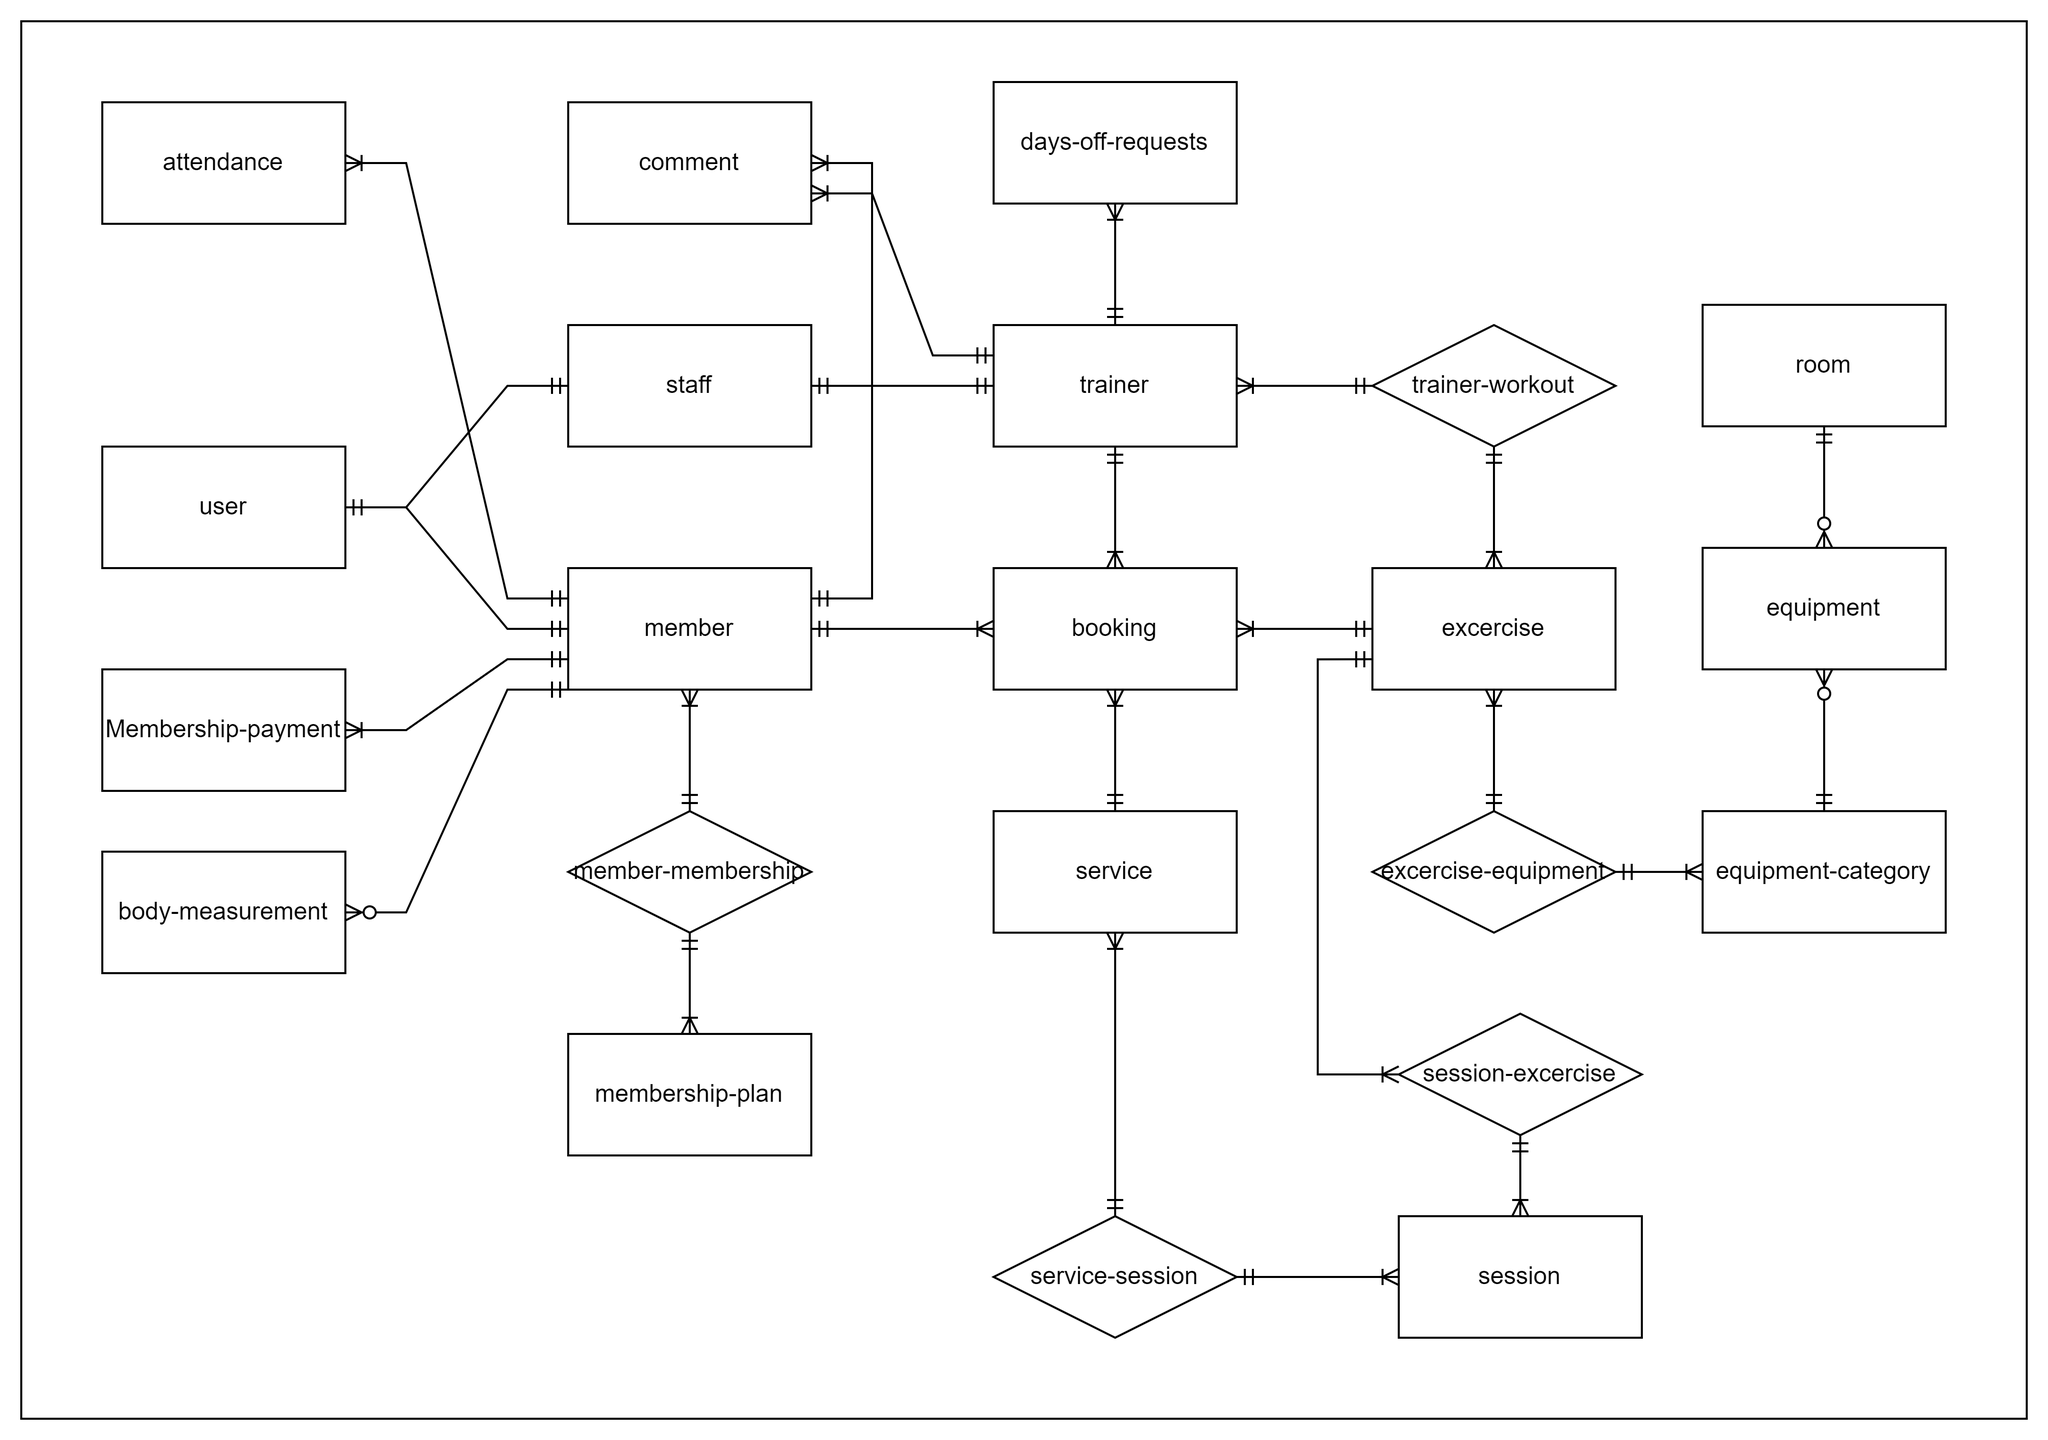 days-off-requests
attendance
comment
room
staff
trainer
trainer-workout
user
equipment
member
booking
excercise
Membership-payment
member-membership
service
excercise-equipment
equipment-category
body-measurement
session-excercise
membership-plan
service-session
session